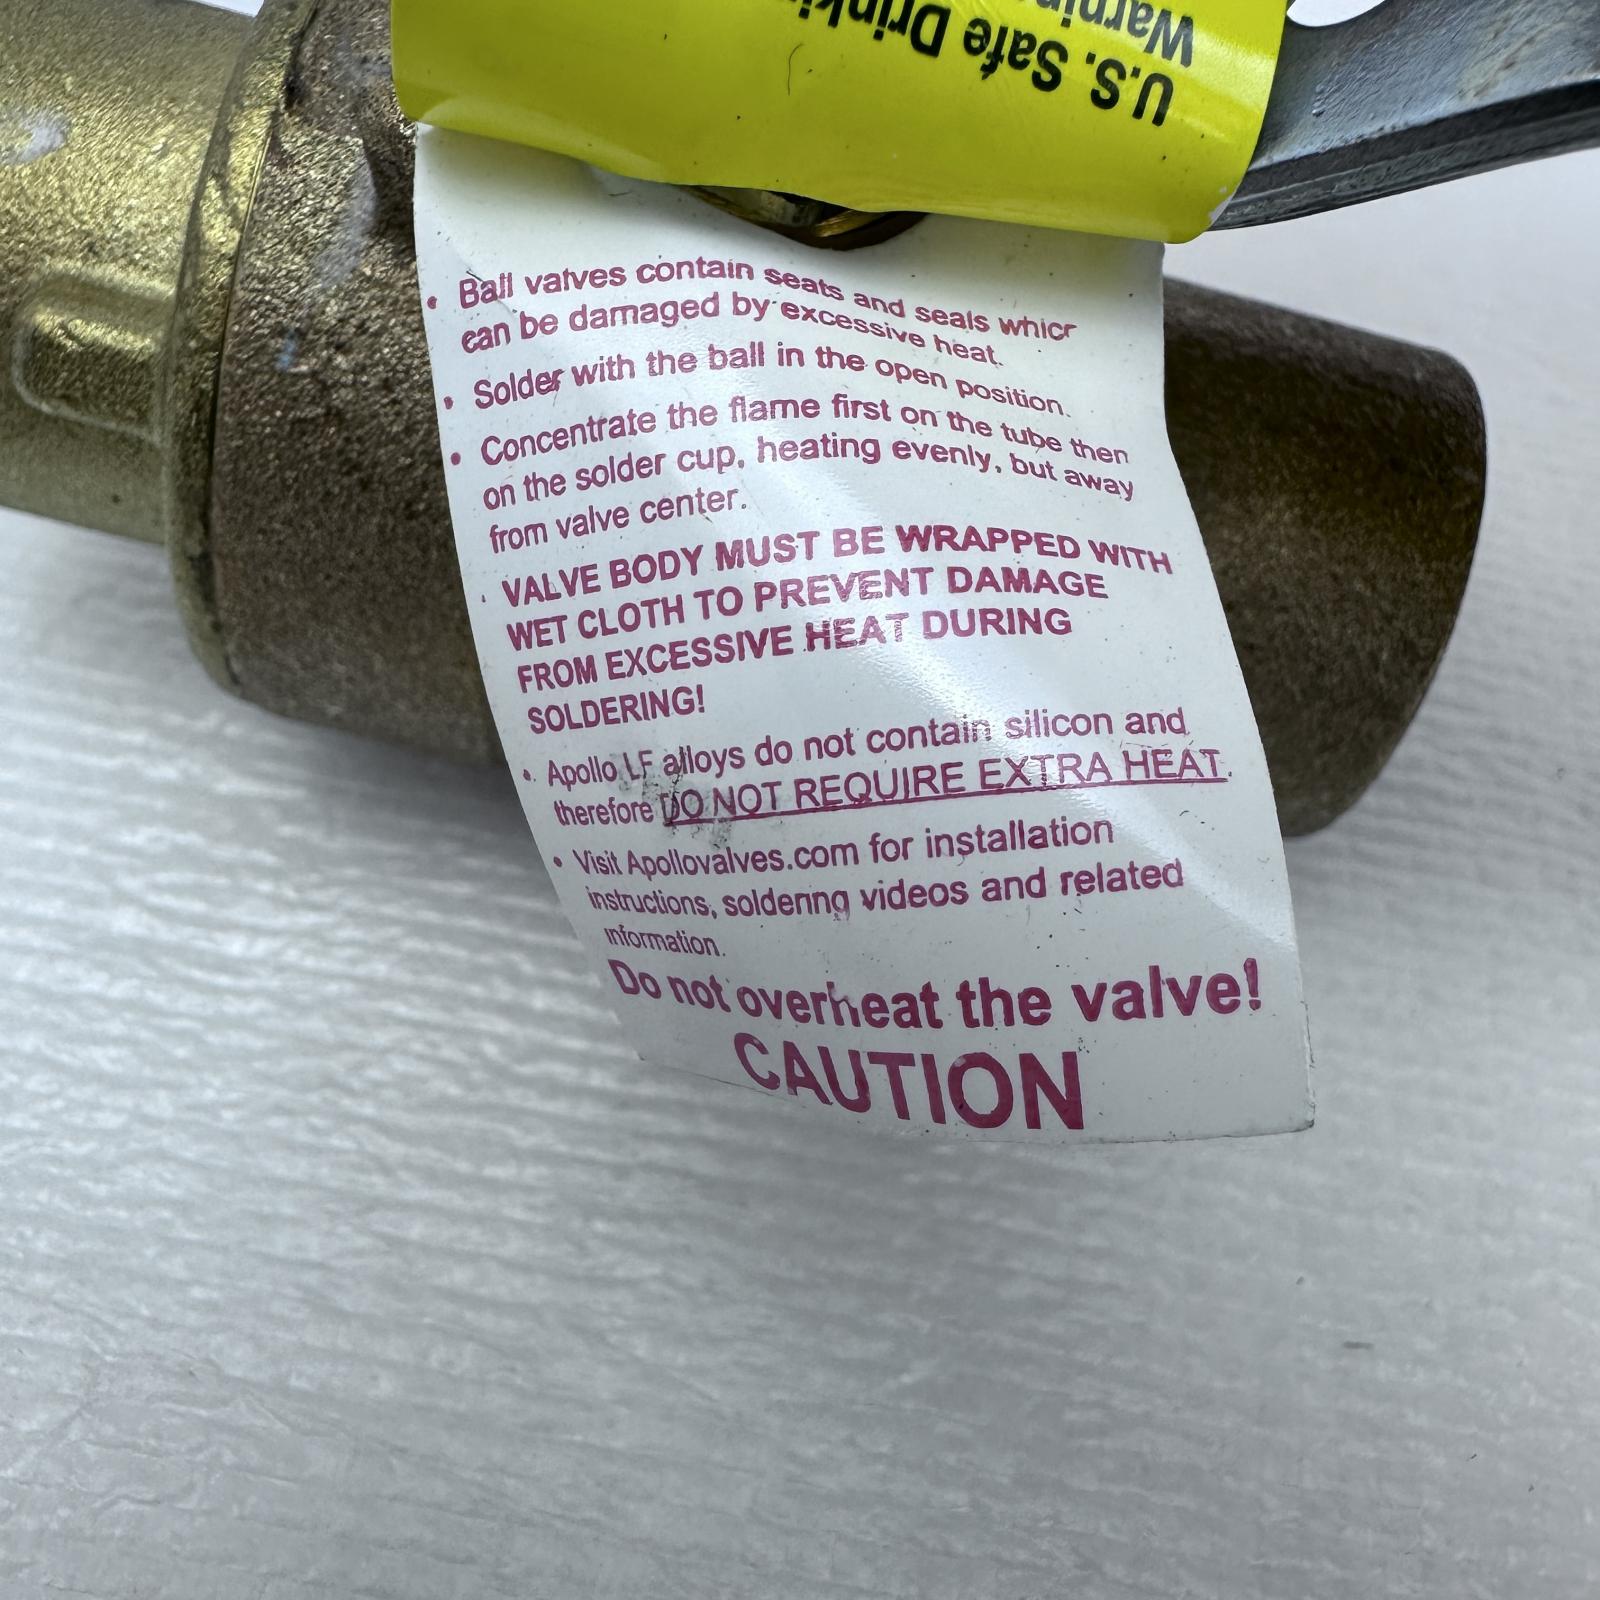 U.S. Safe Drinki
Warnin
• Ball valves contain seats and seals which
can be damaged by excessive heat.
• Solder with the ball in the open position.
• Concentrate the flame first on the tube then
on the solder cup, heating evenly, but away
from valve center.
• VALVE BODY MUST BE WRAPPED WITH
WET CLOTH TO PREVENT DAMAGE
FROM EXCESSIVE HEAT DURING
SOLDERING!
• Apollo LF alloys do not contain silicon and
therefore DO NOT REQUIRE EXTRA HEAT.
• Visit Apollovalves.com for installation
instructions, soldering videos and related
information.
Do not overheat the valve!
CAUTION